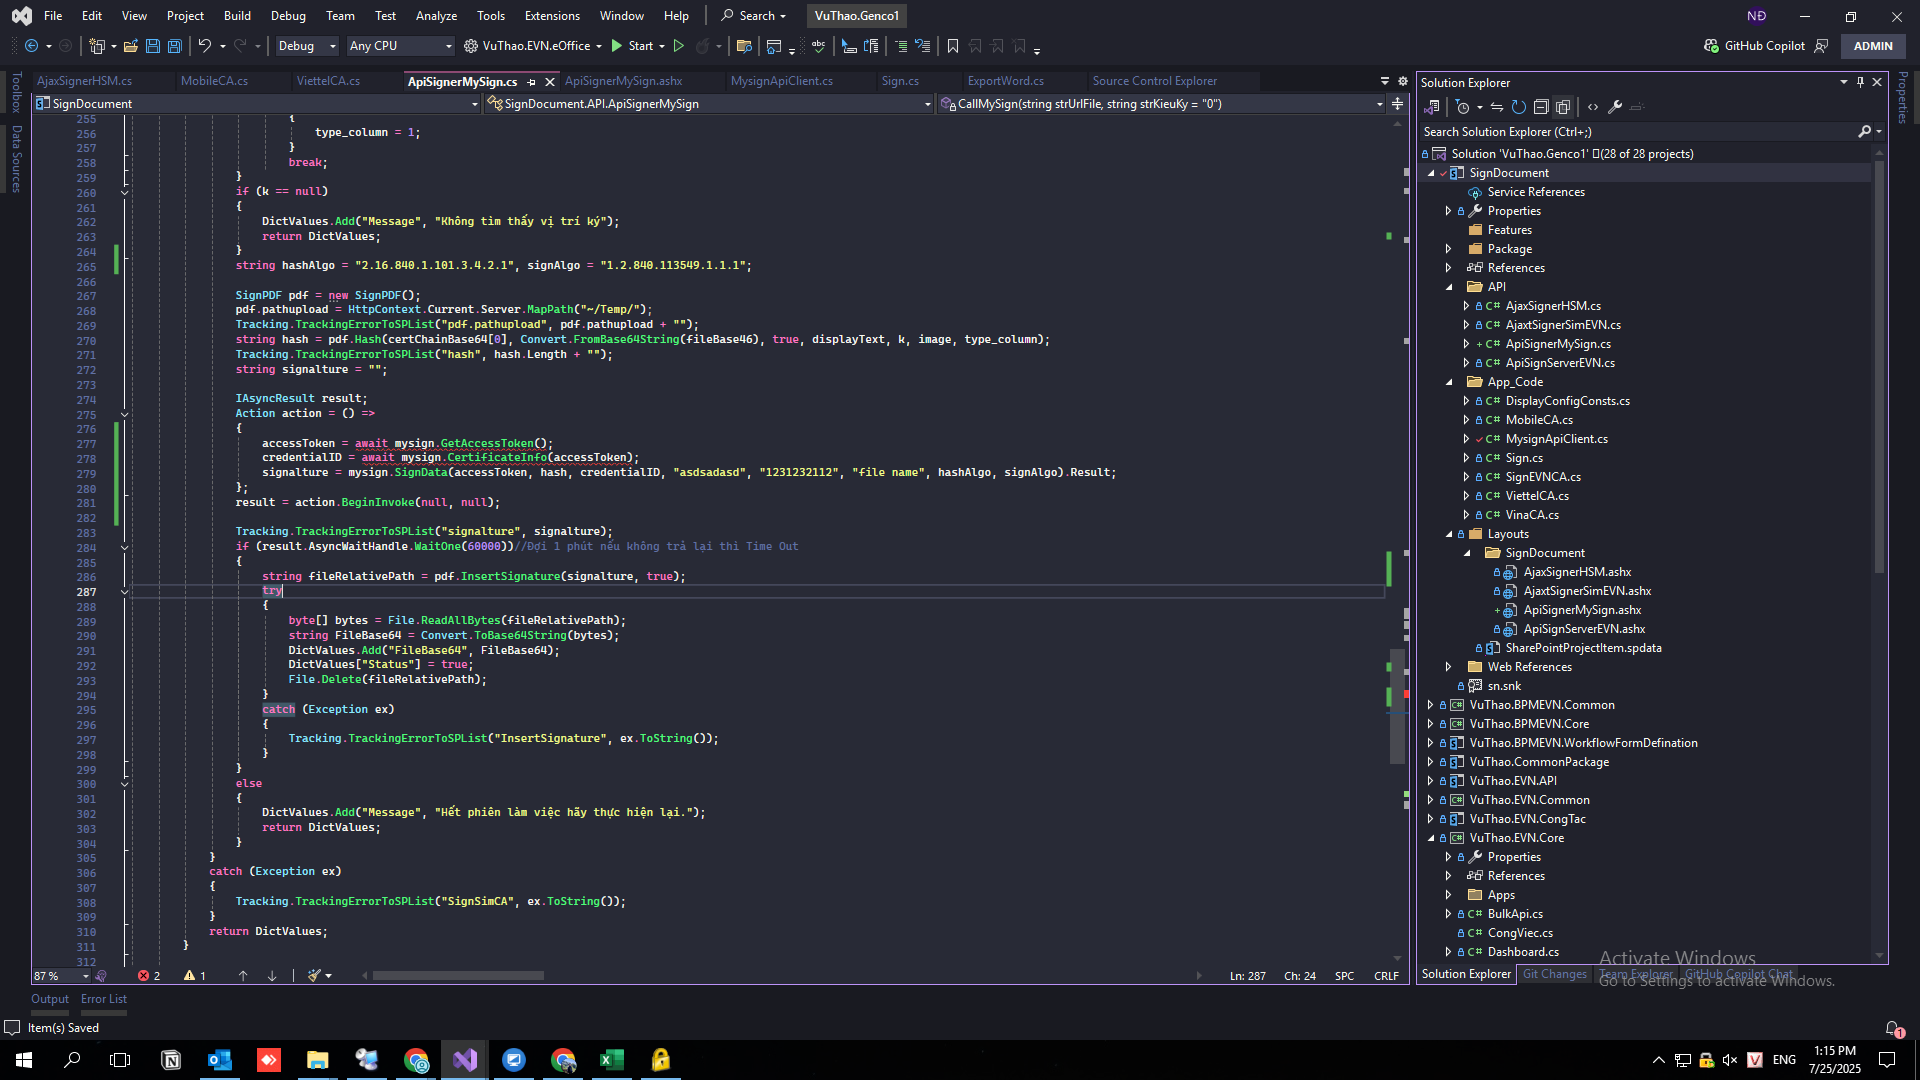 File Edit View Project Build Debug Team Test Analyze Tools Extensions Window Help Search VuThao.Genco1 NĐ
Debug Any CPU VuThao.EVN.eOffice Start GitHub Copilot ADMIN
AjaxSignerHSM.cs MobileCA.cs ViettelCA.cs ApiSignerMySign.cs ApiSignerMySign.ashx MysignApiClient.cs Sign.cs ExportWord.cs Source Control Explorer
SignDocument SignDocument.API.ApiSignerMySign CallMySign(string strUrlFile, string strKieuKy = "0")
Toolbox
Data Sources
255 {
256 type_column = 1;
257 }
258 break;
259 }
260 if (k == null)
261 {
262 DictValues.Add("Message", "Không tìm thấy vị trí ký");
263 return DictValues;
264 }
265 string hashAlgo = "2.16.840.1.101.3.4.2.1", signAlgo = "1.2.840.113549.1.1.1";
266
267 SignPDF pdf = new SignPDF();
268 pdf.pathupload = HttpContext.Current.Server.MapPath("~/Temp/");
269 Tracking.TrackingErrorToSPList("pdf.pathupload", pdf.pathupload + "");
270 string hash = pdf.Hash(certChainBase64[0], Convert.FromBase64String(fileBase46), true, displayText, k, image, type_column);
271 Tracking.TrackingErrorToSPList("hash", hash.Length + "");
272 string signalture = "";
273
274 IAsyncResult result;
275 Action action = () =>
276 {
277 accessToken = await mysign.GetAccessToken();
278 credentialID = await mysign.CertificateInfo(accessToken);
279 signalture = mysign.SignData(accessToken, hash, credentialID, "asdsadasd", "1231232112", "file name", hashAlgo, signAlgo).Result;
280 };
281 result = action.BeginInvoke(null, null);
282
283 Tracking.TrackingErrorToSPList("signalture", signalture);
284 if (result.AsyncWaitHandle.WaitOne(60000))//Đợi 1 phút nếu không trả lại thì Time Out
285 {
286 string fileRelativePath = pdf.InsertSignature(signalture, true);
287 try
288 {
289 byte[] bytes = File.ReadAllBytes(fileRelativePath);
290 string FileBase64 = Convert.ToBase64String(bytes);
291 DictValues.Add("FileBase64", FileBase64);
292 DictValues["Status"] = true;
293 File.Delete(fileRelativePath);
294 }
295 catch (Exception ex)
296 {
297 Tracking.TrackingErrorToSPList("InsertSignature", ex.ToString());
298 }
299 }
300 else
301 {
302 DictValues.Add("Message", "Hết phiên làm việc hãy thực hiện lại.");
303 return DictValues;
304 }
305 }
306 catch (Exception ex)
307 {
308 Tracking.TrackingErrorToSPList("SignSimCA", ex.ToString());
309 }
310 return DictValues;
311 }
312
87 % 2 1 Ln: 287 Ch: 24 SPC CRLF
Output Error List
Item(s) Saved
Solution Explorer
Properties
Search Solution Explorer (Ctrl+;)
Solution 'VuThao.Genco1' (28 of 28 projects)
SignDocument
Service References
Properties
Features
Package
References
API
C# AjaxSignerHSM.cs
C# AjaxtSignerSimEVN.cs
C# ApiSignerMySign.cs
C# ApiSignServerEVN.cs
App_Code
C# DisplayConfigConsts.cs
C# MobileCA.cs
C# MysignApiClient.cs
C# Sign.cs
C# SignEVNCA.cs
C# ViettelCA.cs
C# VinaCA.cs
Layouts
SignDocument
AjaxSignerHSM.ashx
AjaxtSignerSimEVN.ashx
ApiSignerMySign.ashx
ApiSignServerEVN.ashx
SharePointProjectItem.spdata
Web References
sn.snk
VuThao.BPMEVN.Common
VuThao.BPMEVN.Core
VuThao.BPMEVN.WorkflowFormDefination
VuThao.CommonPackage
VuThao.EVN.API
VuThao.EVN.Common
VuThao.EVN.CongTac
VuThao.EVN.Core
Properties
References
Apps
C# BulkApi.cs
C# CongViec.cs
C# Dashboard.cs
Solution Explorer Git Changes Team Explorer GitHub Copilot Chat
Activate Windows
Go to Settings to activate Windows.
1
ENG
1:15 PM
7/25/2025